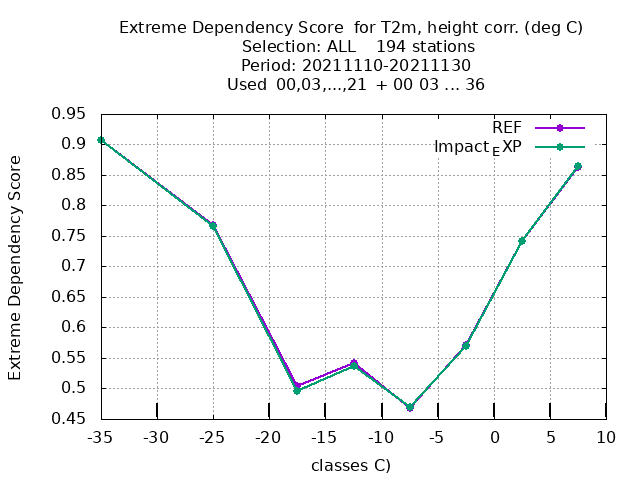 Extreme Dependency Score  for T2m, height corr. (deg C)
Selection: ALL    194 stations
Period: 20211110-20211130
Used  00,03,...,21  + 00 03 ... 36
REF
Impact_EXP
Extreme Dependency Score
0.95
0.9
0.85
0.8
0.75
0.7
0.65
0.6
0.55
0.5
0.45
-35 -30 -25 -20 -15 -10 -5 0 5 10
classes C)